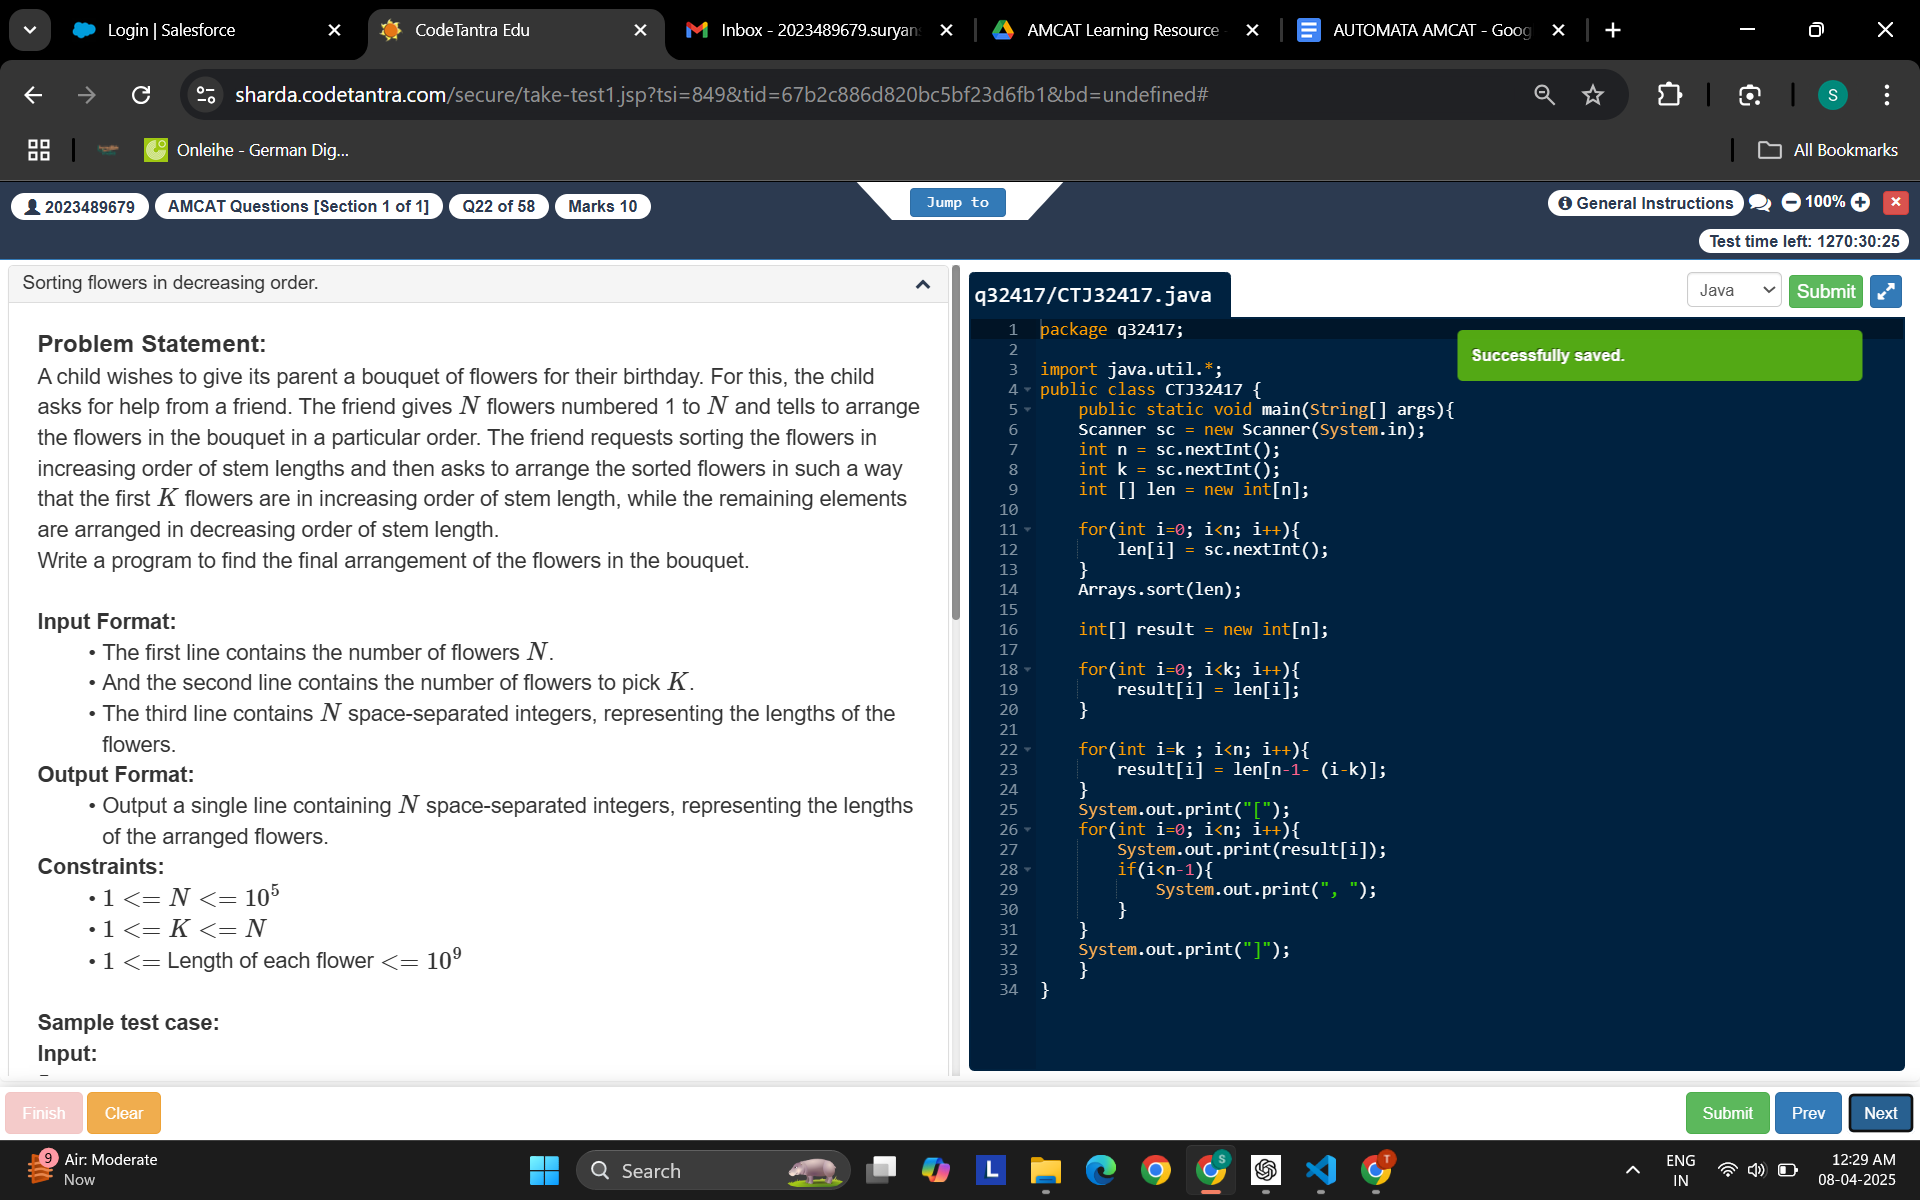 Login | Salesforce
CodeTantra Edu
Inbox - 2023489679.suryan
AMCAT Learning Resource
AUTOMATA AMCAT - Goog
sharda.codetantra.com/secure/take-test1.jsp?tsi=849&tid=67b2c886d820bc5bf23d6fb1&bd=undefined#
S
Onleihe - German Dig...
All Bookmarks
2023489679
AMCAT Questions [Section 1 of 1]
Q22 of 58
Marks 10
Jump to
General Instructions
100%
Test time left: 1270:30:25
Sorting flowers in decreasing order.
Problem Statement:
A child wishes to give its parent a bouquet of flowers for their birthday. For this, the child
asks for help from a friend. The friend gives N flowers numbered 1 to N and tells to arrange
the flowers in the bouquet in a particular order. The friend requests sorting the flowers in
increasing order of stem lengths and then asks to arrange the sorted flowers in such a way
that the first K flowers are in increasing order of stem length, while the remaining elements
are arranged in decreasing order of stem length.
Write a program to find the final arrangement of the flowers in the bouquet.
Input Format:
• The first line contains the number of flowers N.
• And the second line contains the number of flowers to pick K.
• The third line contains N space-separated integers, representing the lengths of the
flowers.
Output Format:
• Output a single line containing N space-separated integers, representing the lengths
of the arranged flowers.
Constraints:
• 1 <= N <= 10⁵
• 1 <= K <= N
• 1 <= Length of each flower <= 10⁹
Sample test case:
Input:
q32417/CTJ32417.java
Java
Submit
Successfully saved.
1 package q32417;
2
3 import java.util.*;
4 public class CTJ32417 {
5 public static void main(String[] args){
6 Scanner sc = new Scanner(System.in);
7 int n = sc.nextInt();
8 int k = sc.nextInt();
9 int [] len = new int[n];
10
11 for(int i=0; i<n; i++){
12 len[i] = sc.nextInt();
13 }
14 Arrays.sort(len);
15
16 int[] result = new int[n];
17
18 for(int i=0; i<k; i++){
19 result[i] = len[i];
20 }
21
22 for(int i=k ; i<n; i++){
23 result[i] = len[n-1- (i-k)];
24 }
25 System.out.print("[");
26 for(int i=0; i<n; i++){
27 System.out.print(result[i]);
28 if(i<n-1){
29 System.out.print(", ");
30 }
31 }
32 System.out.print("]");
33 }
34 }
Finish
Clear
Submit
Prev
Next
9
Air: Moderate
Now
Search
L
S
T
ENG
IN
12:29 AM
08-04-2025